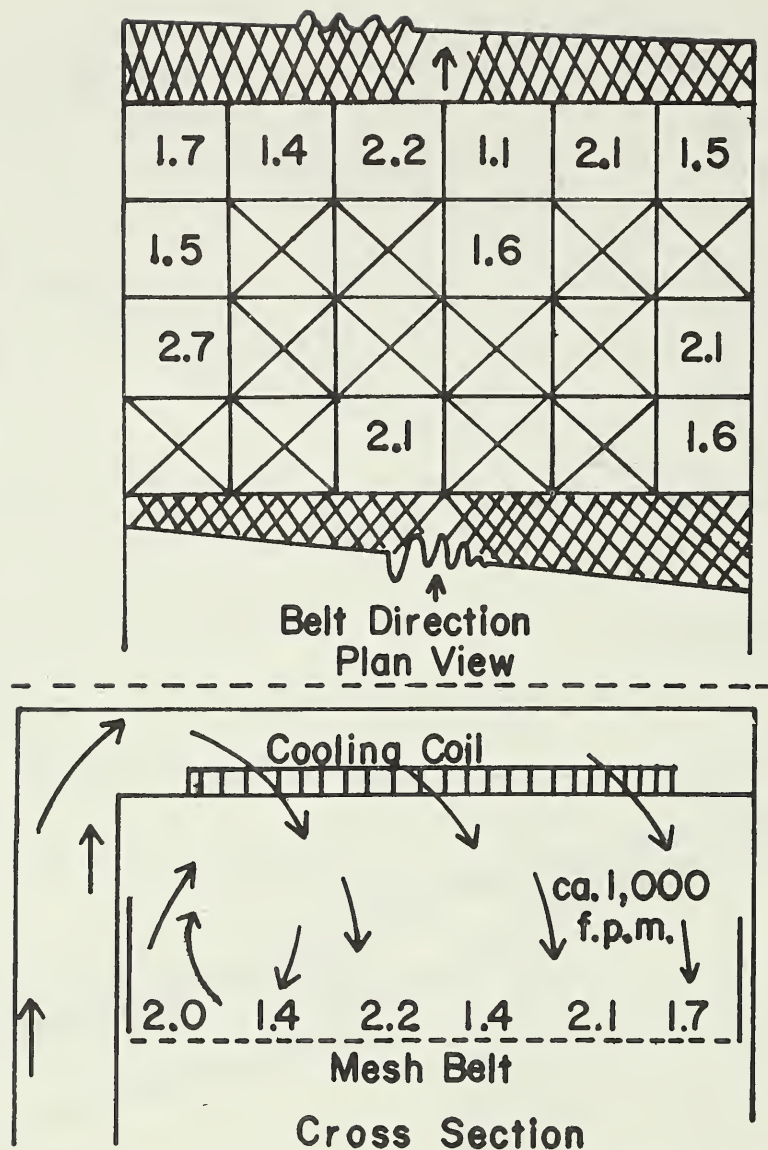 1.7 1.4 2.2 1.1 2.1 1.5
1.5 1.6
2.7 2.1
2.1 1.6
Belt Direction
Plan View
Cooling Coil
ca. 1,000
f.p.m.
2.0 1.4 2.2 1.4 2.1 1.7
Mesh Belt
Cross Section